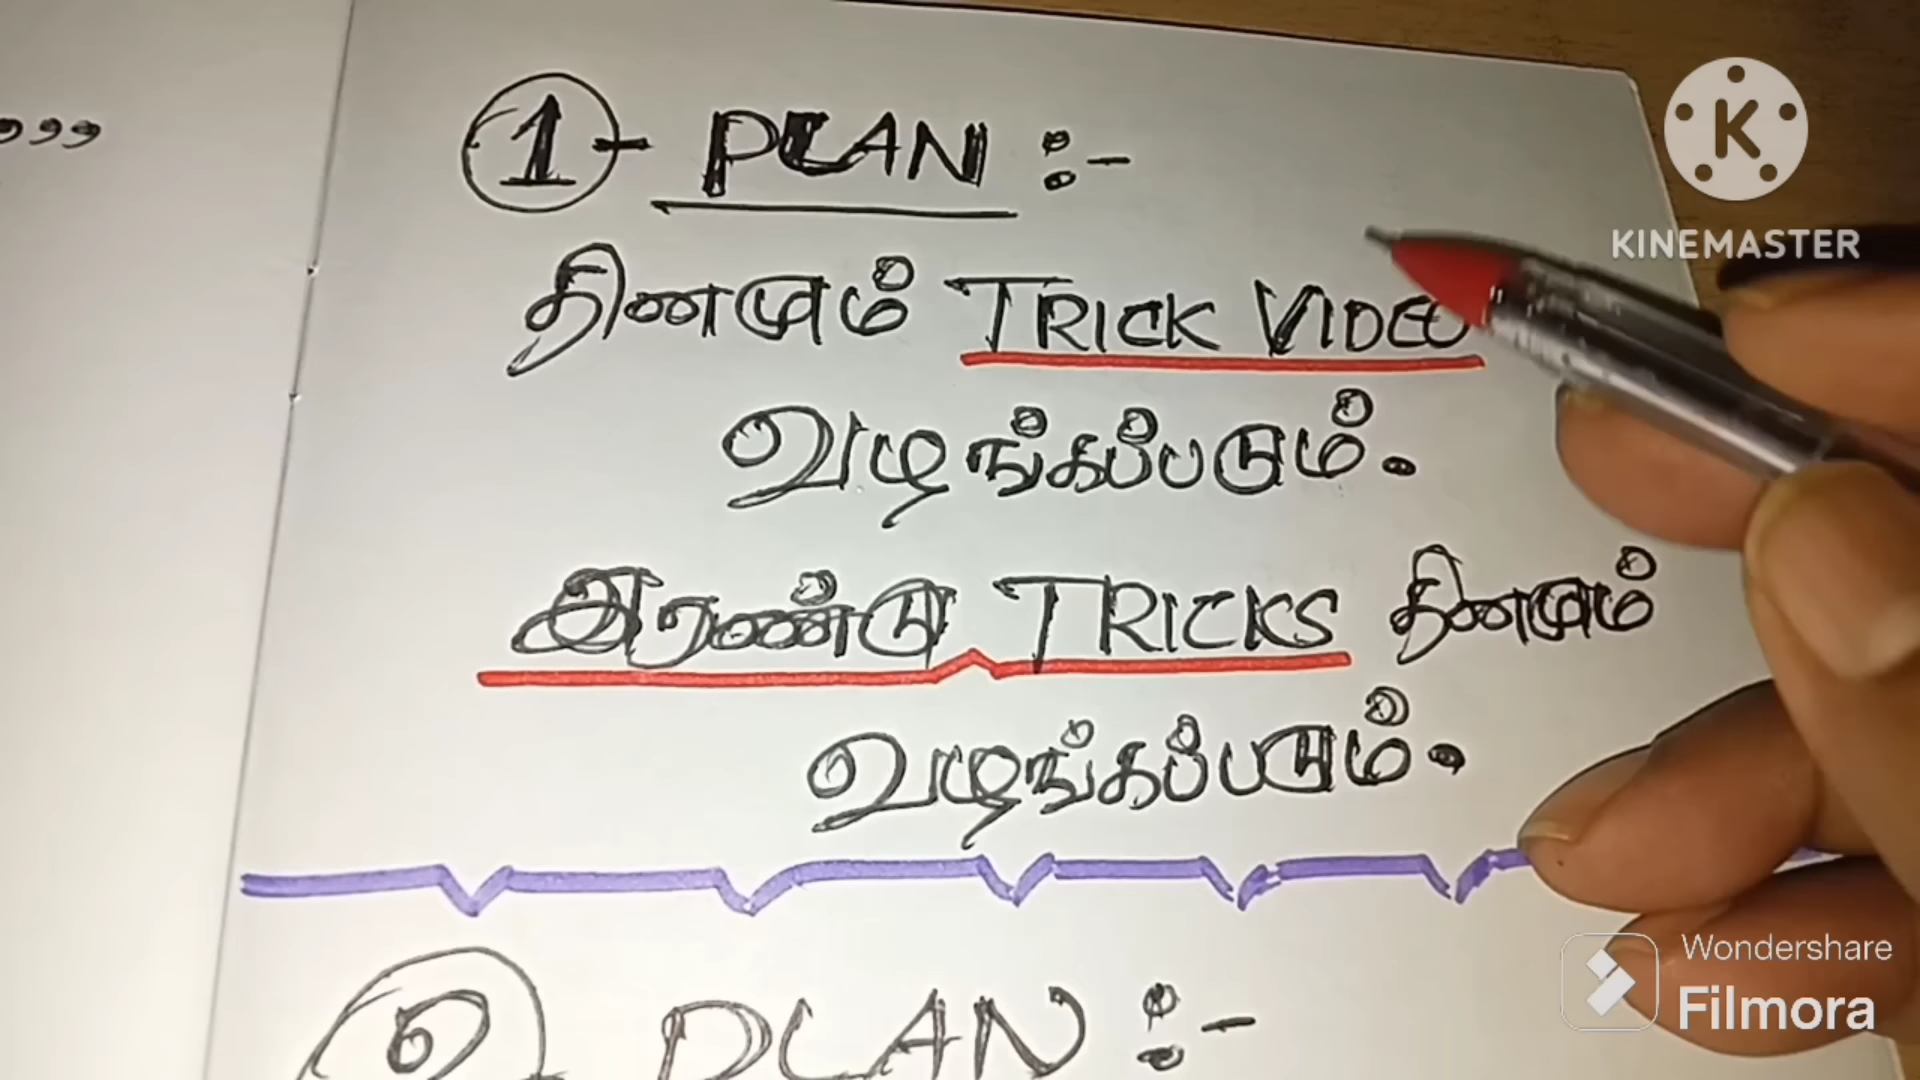 ,,,
① - PLAN :-
தினமும் TRICK VIDEO
வழங்கப்படும்.
இரண்டு TRICKS தினமும்
வழங்கப்படும்.
2 PLAN :-
KINEMASTER
Wondershare
Filmora